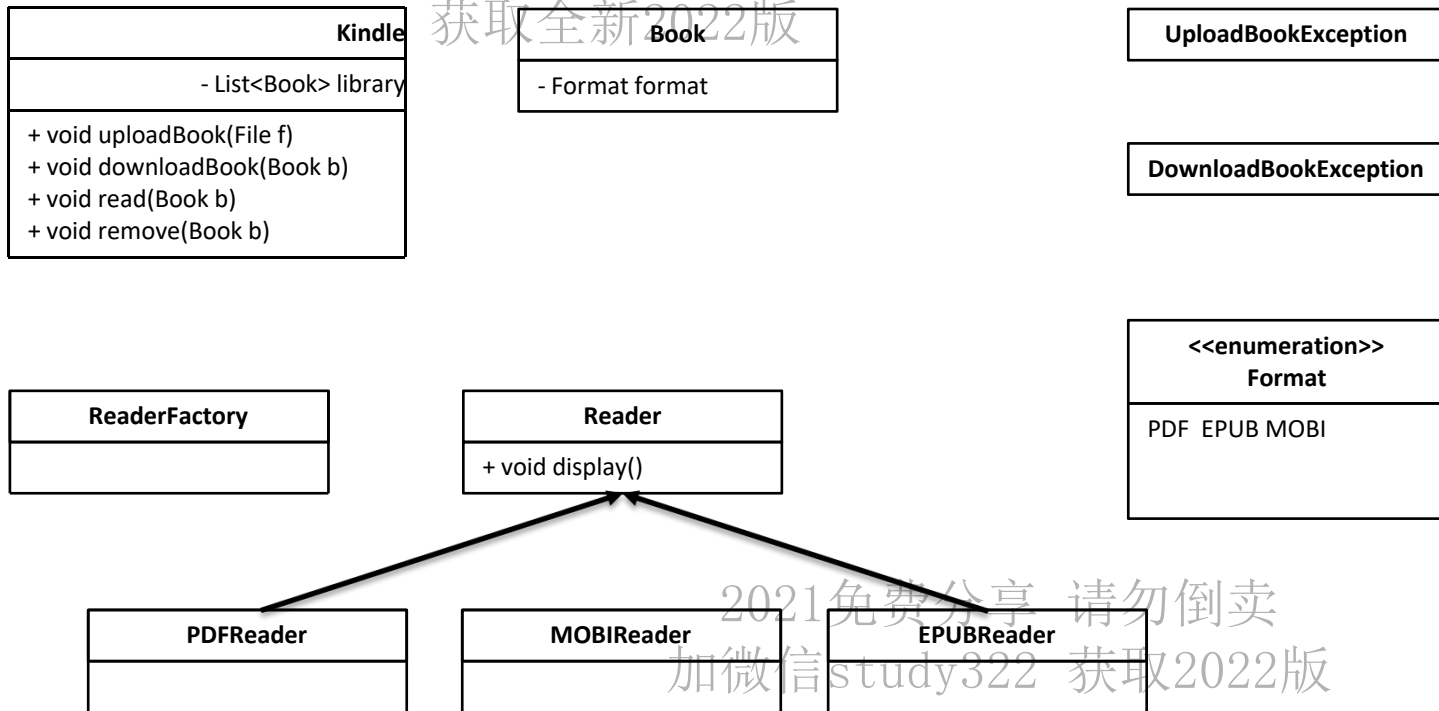 获取全新2022版
Kindle
- List<Book> library
+ void uploadBook(File f)
+ void downloadBook(Book b)
+ void read(Book b)
+ void remove(Book b)
Book
- Format format
UploadBookException
DownloadBookException
<<enumeration>>
Format
PDF EPUB MOBI
ReaderFactory
Reader
+ void display()
PDFReader
MOBIReader
EPUBReader
2021免费分享 请勿倒卖
加微信study322 获取2022版